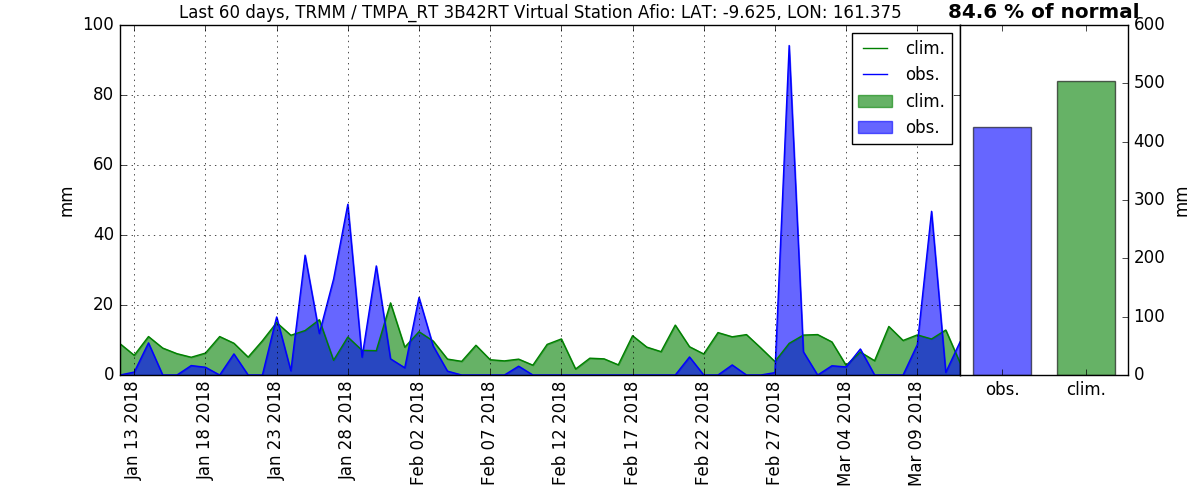 Last 60 days, TRMM / TMPA_RT 3B42RT Virtual Station Afio: LAT: -9.625, LON: 161.375
84.6 % of normal
mm
100
80
60
40
20
0
clim.
obs.
clim.
obs.
600
500
400
300
200
100
0
mm
Jan 13 2018
Jan 18 2018
Jan 23 2018
Jan 28 2018
Feb 02 2018
Feb 07 2018
Feb 12 2018
Feb 17 2018
Feb 22 2018
Feb 27 2018
Mar 04 2018
Mar 09 2018
obs.
clim.